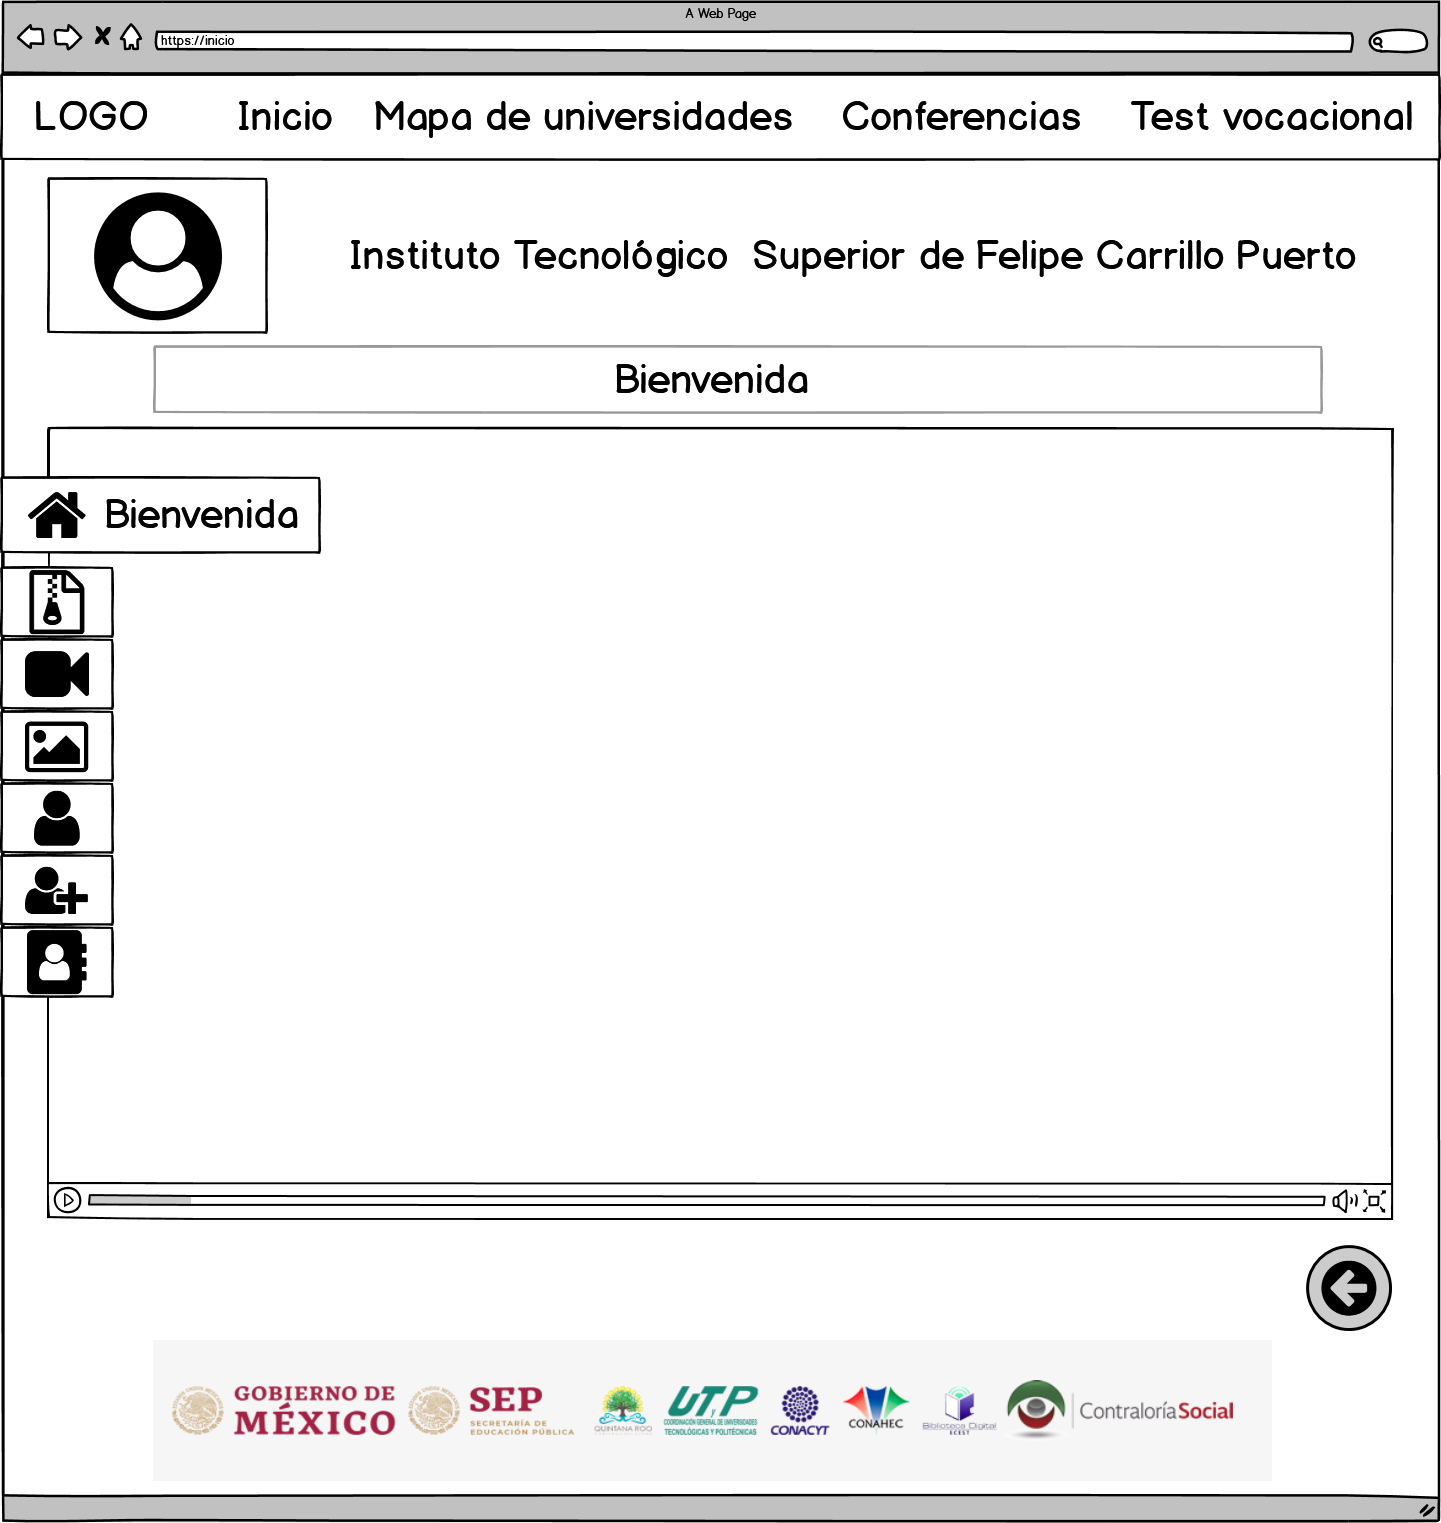 A Web Page
https://inicio
LOGO Inicio Mapa de universidades Conferencias Test vocacional
Instituto Tecnológico Superior de Felipe Carrillo Puerto
Bienvenida
Bienvenida
GOBIERNO DE
MÉXICO
SEP
SECRETARÍA DE
EDUCACIÓN PÚBLICA
QUINTANA ROO
UTyP
COORDINACIÓN GENERAL DE UNIVERSIDADES
TECNOLÓGICAS Y POLITÉCNICAS
CONACYT
CONAHEC
Biblioteca Digital
ECEST
ContraloríaSocial